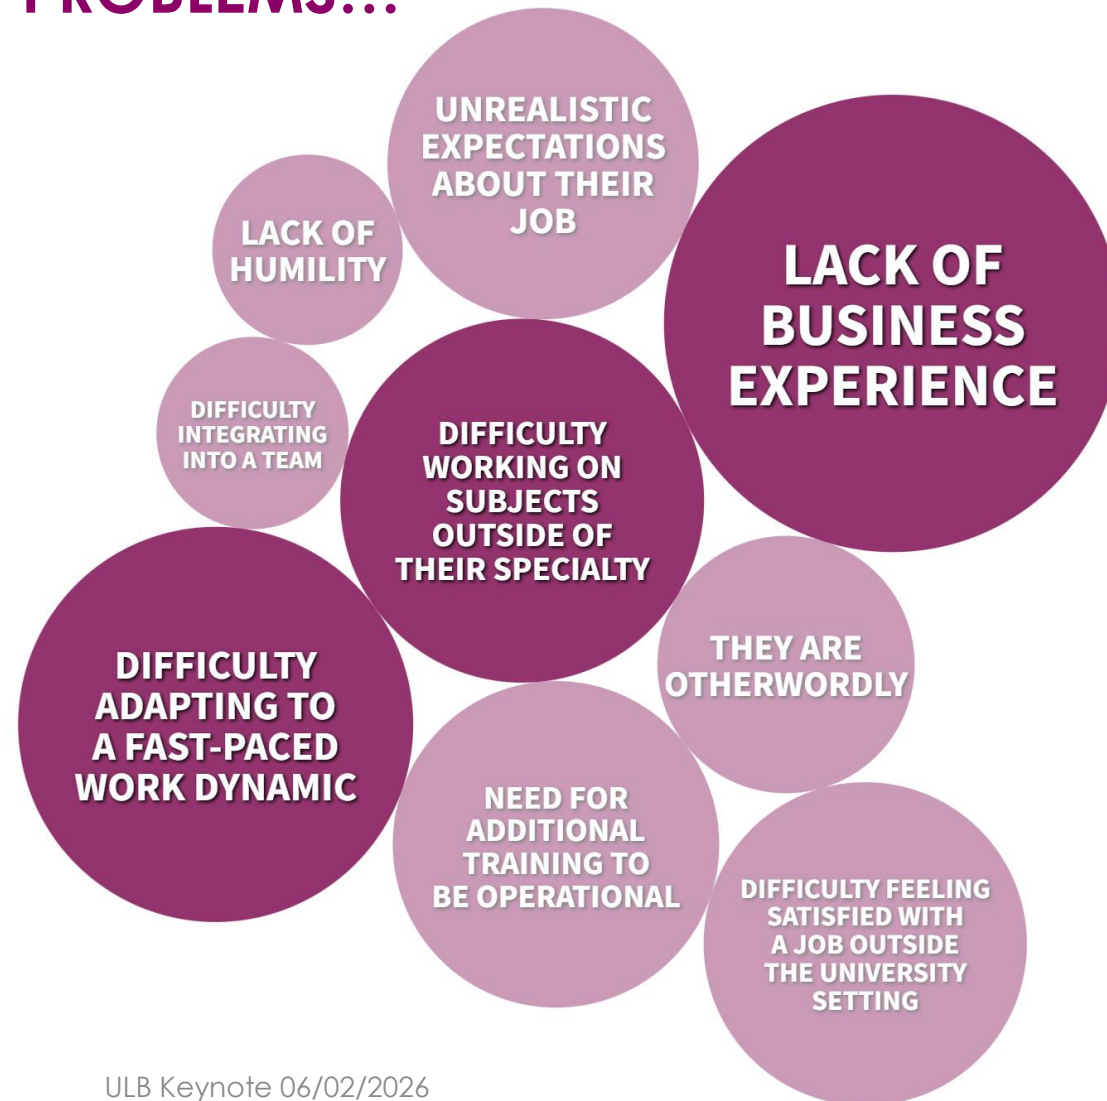 PROBLEMS...
UNREALISTIC
EXPECTATIONS
ABOUT THEIR
JOB
LACK OF
HUMILITY
LACK OF
BUSINESS
EXPERIENCE
DIFFICULTY
INTEGRATING
INTO A TEAM
DIFFICULTY
WORKING ON
SUBJECTS
OUTSIDE OF
THEIR SPECIALTY
DIFFICULTY
ADAPTING TO
A FAST-PACED
WORK DYNAMIC
THEY ARE
OTHERWORDLY
NEED FOR
ADDITIONAL
TRAINING TO
BE OPERATIONAL
DIFFICULTY FEELING
SATISFIED WITH
A JOB OUTSIDE
THE UNIVERSITY
SETTING
ULB Keynote 06/02/2026